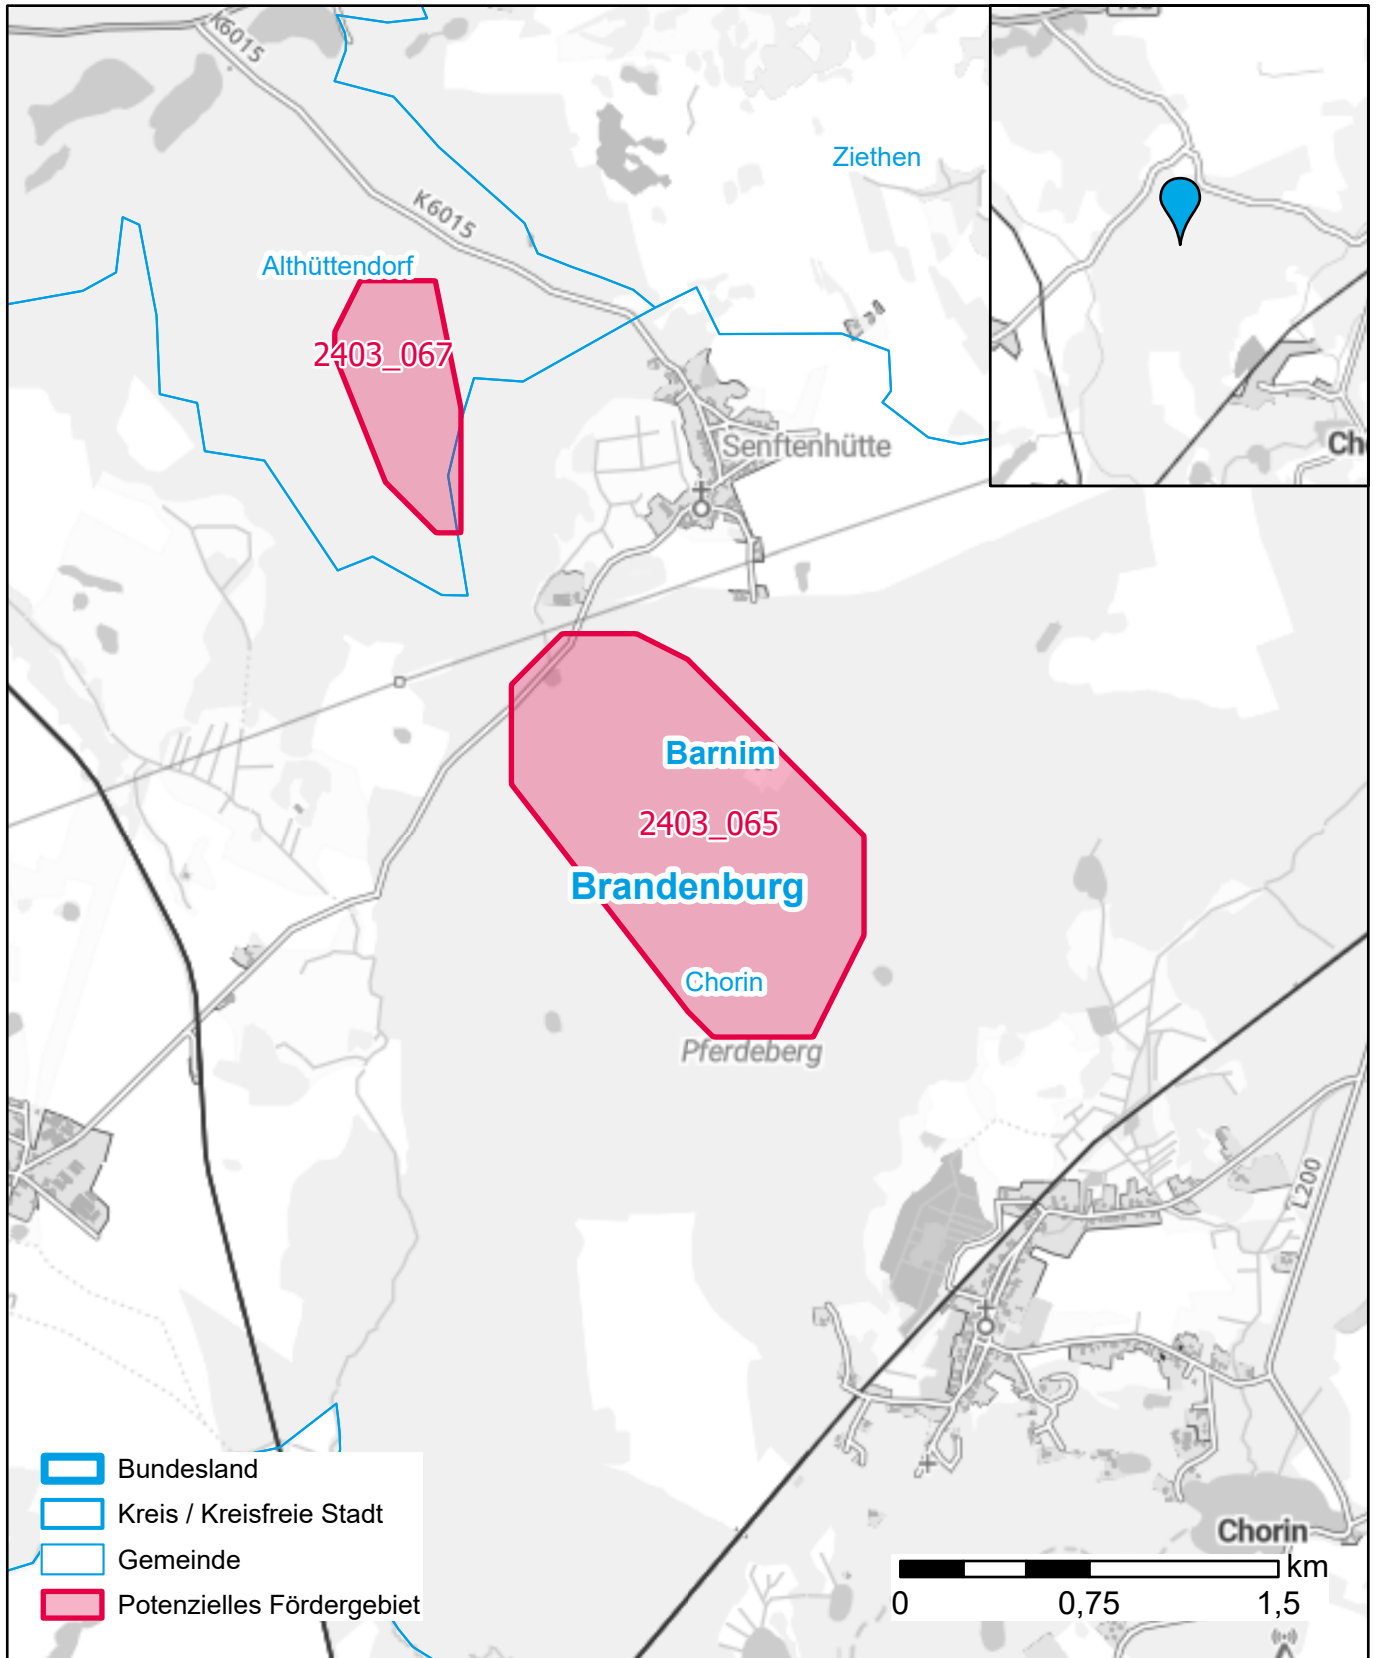 K6015
Ziethen
K6015
Althüttendorf
2403_067
Senftenhütte
Barnim
2403_065
Brandenburg
Chorin
Pferdeberg
L200
Chorin
Bundesland
Kreis / Kreisfreie Stadt
Gemeinde
Potenzielles Fördergebiet
km
0 0,75 1,5